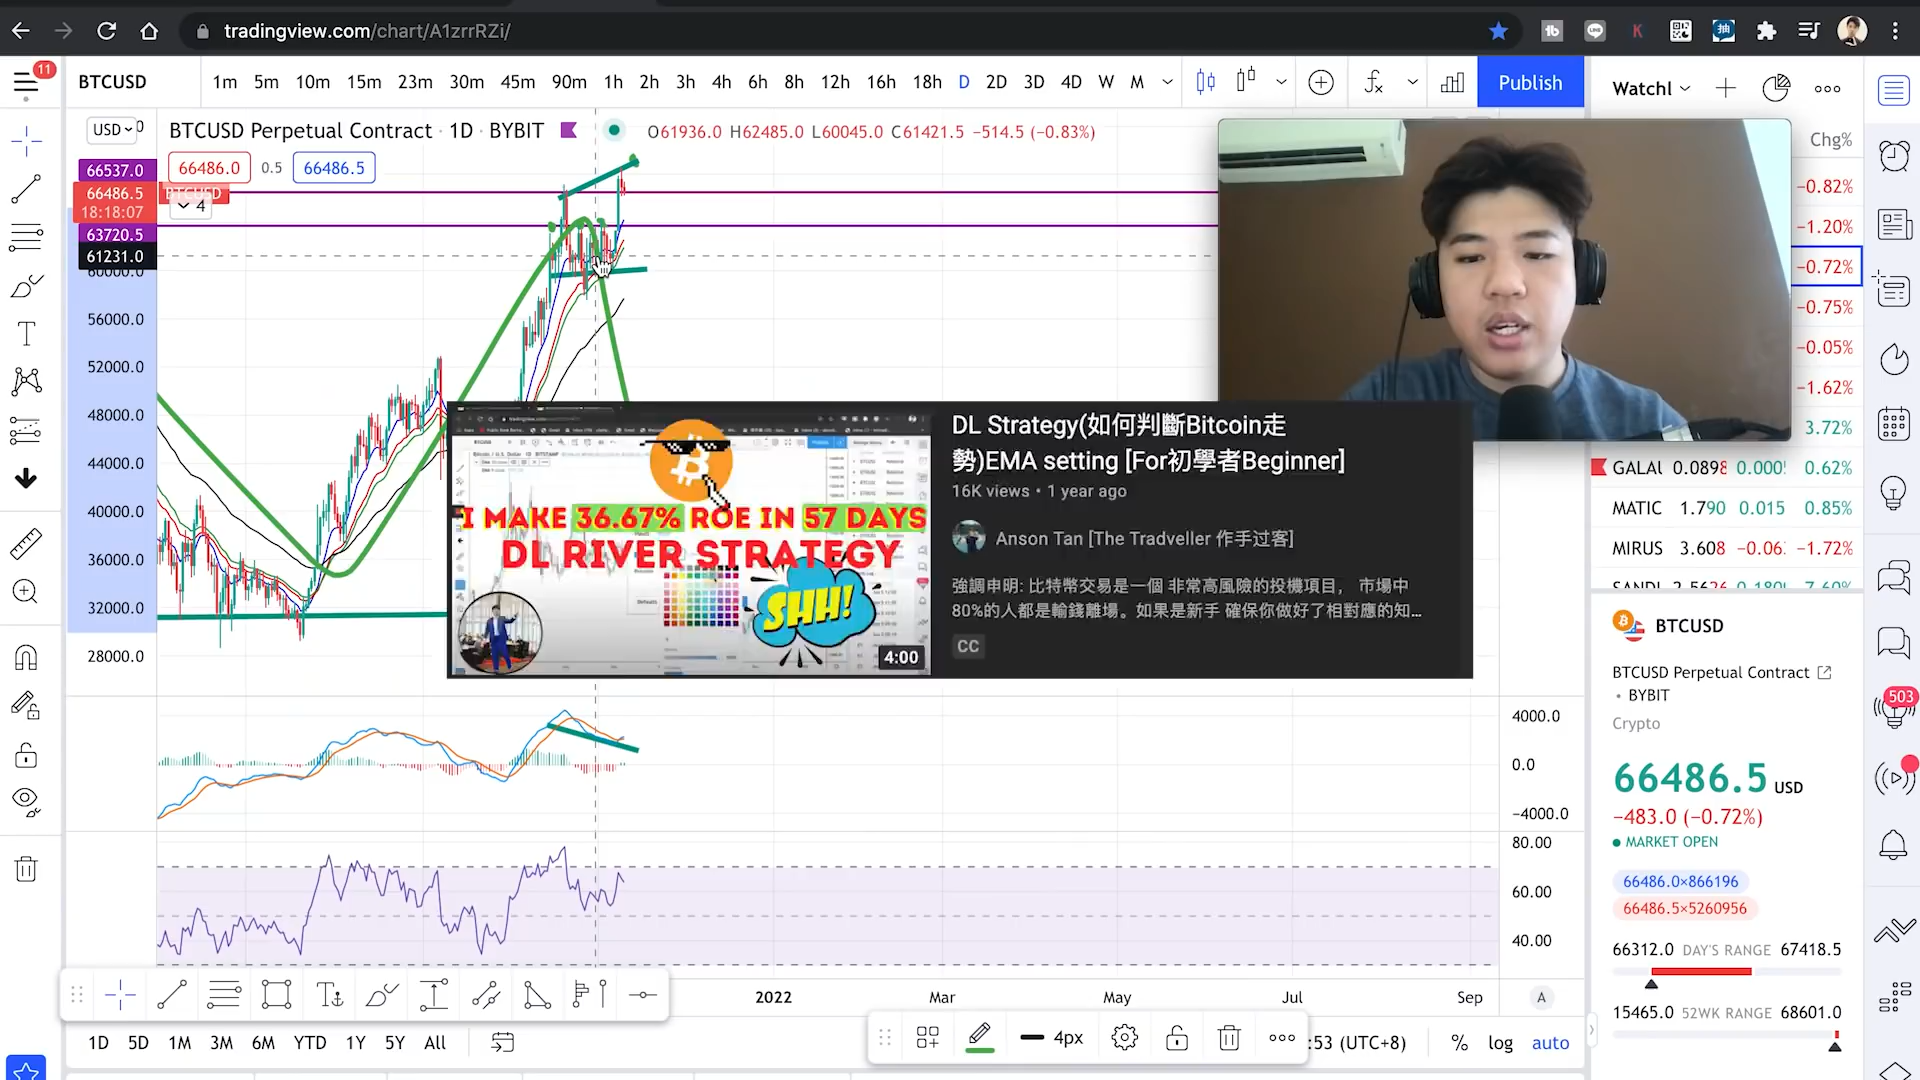 tradingview.com/chart/A1zrrRZi/
11
BTCUSD
1m 5m 10m 15m 23m 30m 45m 90m 1h 2h 3h 4h 6h 8h 12h 16h 18h D 2D 3D 4D W M
Publish
Watchl
USD
BTCUSD Perpetual Contract · 1D · BYBIT
O61936.0 H62485.0 L60045.0 C61421.5 −514.5 (−0.83%)
66486.0 0.5 66486.5
4
66537.0
66486.5
18:18:07
63720.5
61231.0
60000.0
56000.0
52000.0
48000.0
44000.0
40000.0
36000.0
32000.0
28000.0
Chg%
−0.82%
−1.20%
−0.72%
−0.75%
−0.05%
−1.62%
3.72%
GALAI 0.0898 0.000 0.62%
MATIC 1.790 0.015 0.85%
MIRUS 3.608 −0.06 −1.72%
I MAKE 36.67% ROE IN 57 DAYS
DL RIVER STRATEGY
SHH!
4:00
DL Strategy(如何判斷Bitcoin走
勢)EMA setting [For初學者Beginner]
16K views • 1 year ago
Anson Tan [The Tradveller 作手过客]
強調申明: 比特幣交易是一個 非常高風險的投機項目， 市場中
80%的人都是輸錢離場。如果是新手 確保你做好了相對應的知...
CC
BTCUSD
BTCUSD Perpetual Contract
• BYBIT
Crypto
66486.5 USD
−483.0 (−0.72%)
MARKET OPEN
66486.0×866196
66486.5×5260956
66312.0 DAY'S RANGE 67418.5
15465.0 52WK RANGE 68601.0
503
4000.0
0.0
−4000.0
80.00
60.00
40.00
2022 Mar May Jul Sep A
1D 5D 1M 3M 6M YTD 1Y 5Y All
4px
:53 (UTC+8) % log auto